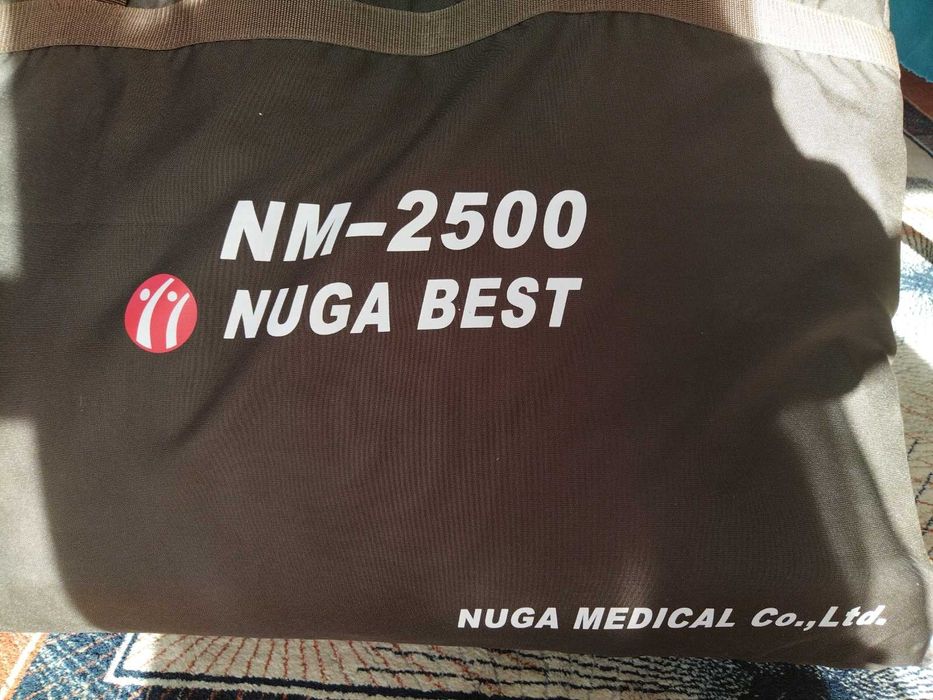 NM-2500
NUGA BEST
NUGA MEDICAL Co.,Ltd.